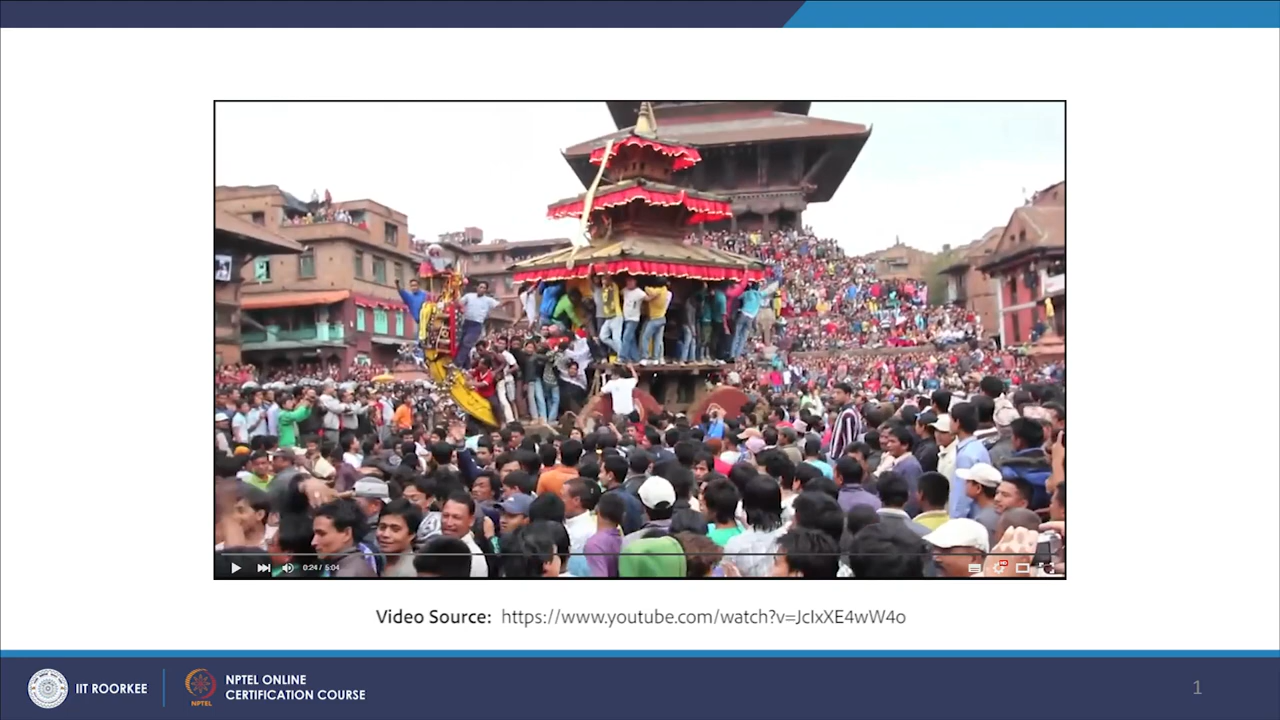 0:24 / 5:04
HD
Video Source: https://www.youtube.com/watch?v=JcIxXE4wW4o
IIT ROORKEE
NPTEL
NPTEL ONLINE
CERTIFICATION COURSE
1